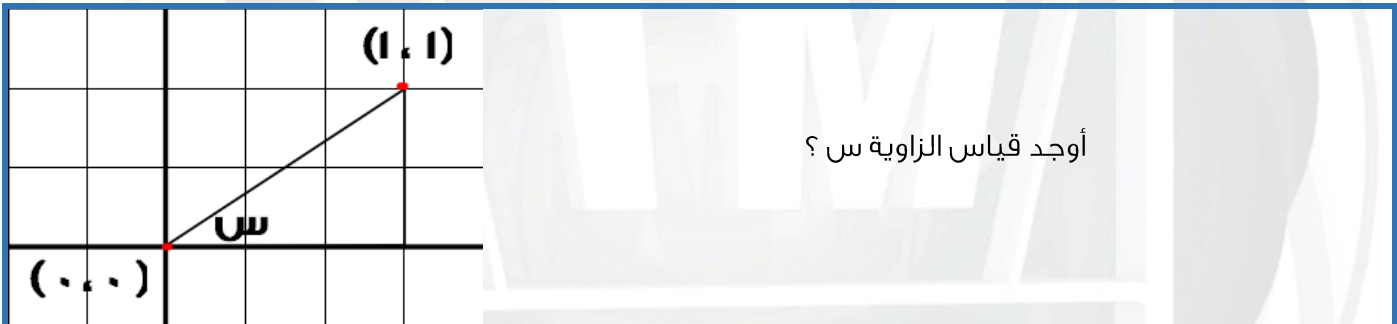 (١ ، ١)
أوجد قياس الزاوية س ؟
س
(٠ ، ٠)